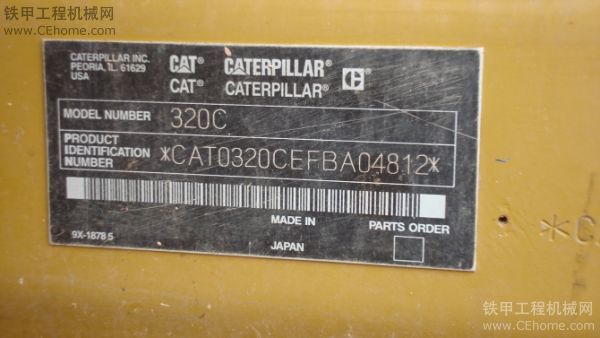 铁甲工程机械网
www.CEhome.com
CATERPILLAR INC.
PEORIA, IL. 61629
USA
CAT® CATERPILLAR®
CAT® CATERPILLAR®
MODEL NUMBER 320C
PRODUCT
IDENTIFICATION
NUMBER *CAT0320CEFBA04812*
MADE IN
JAPAN
PARTS ORDER
9X-1878 5
*C
铁甲工程机械网
www.CEhome.com